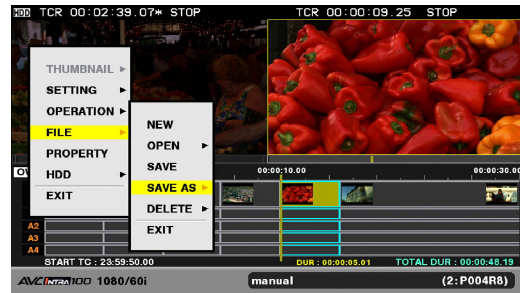 HDD TCR 00:02:39.07* STOP
TCR 00:00:09.25 STOP
THUMBNAIL
SETTING
OPERATION
FILE
PROPERTY
HDD
EXIT
NEW
OPEN
SAVE
SAVE AS
DELETE
EXIT
00:00:10.00
00:00:30.00
A2
A3
A4
START TC : 23:59:50.00
DUR : 00:00:05.01
TOTAL DUR : 00:00:48.19
AVC INTRA 100 1080/60i
manual
(2:P004R8)